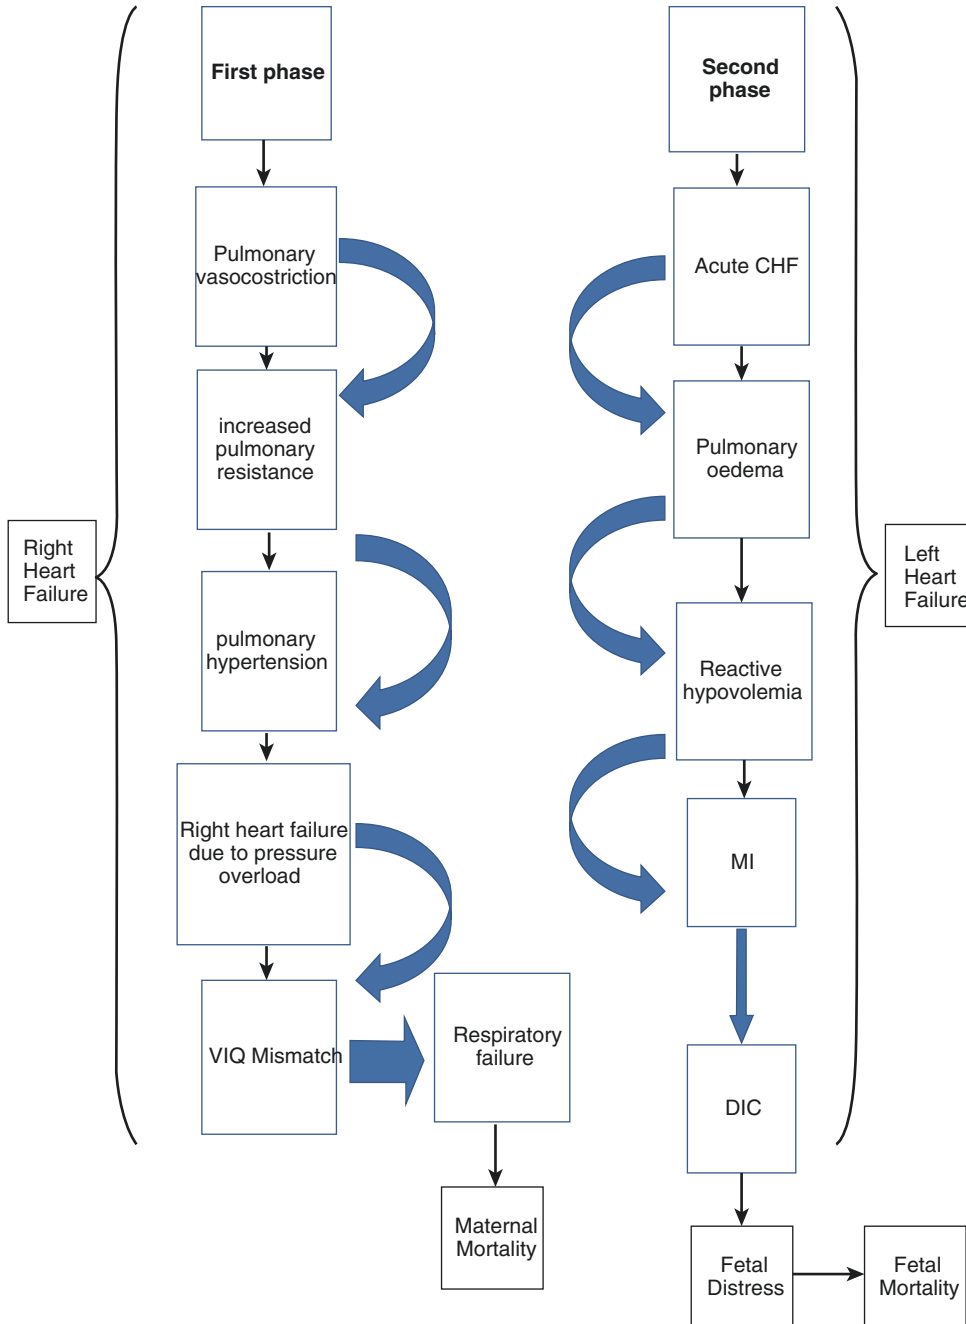 First phase
Pulmonary
vasocostriction
increased
pulmonary
resistance
pulmonary
hypertension
Right heart failure
due to pressure
overload
VIQ Mismatch
Respiratory
failure
Maternal
Mortality
Right
Heart
Failure
Second
phase
Acute CHF
Pulmonary
oedema
Reactive
hypovolemia
MI
DIC
Fetal
Distress
Fetal
Mortality
Left
Heart
Failure